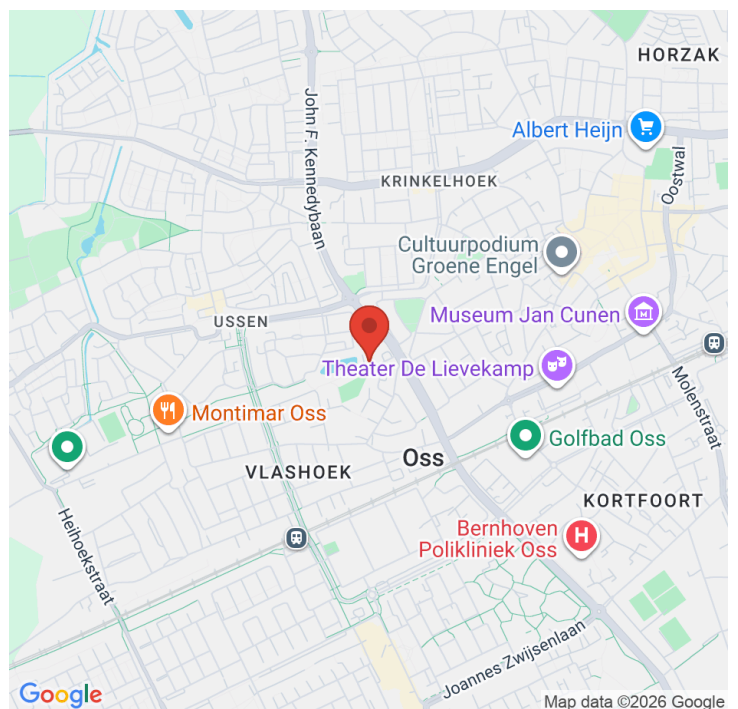 HORZAK
Albert Heijn
John F. Kennedybaan
KRINKELHOEK
Oostwal
Cultuurpodium
Groene Engel
Museum Jan Cunen
USSEN
Theater De Lievekamp
Molenstraat
Montimar Oss
Golfbad Oss
Oss
VLASHOEK
KORTFOORT
Heihoekstraat
Bernhoven
Polikliniek Oss
H
Joannes Zwijsenlaan
Google
Map data ©2026 Google